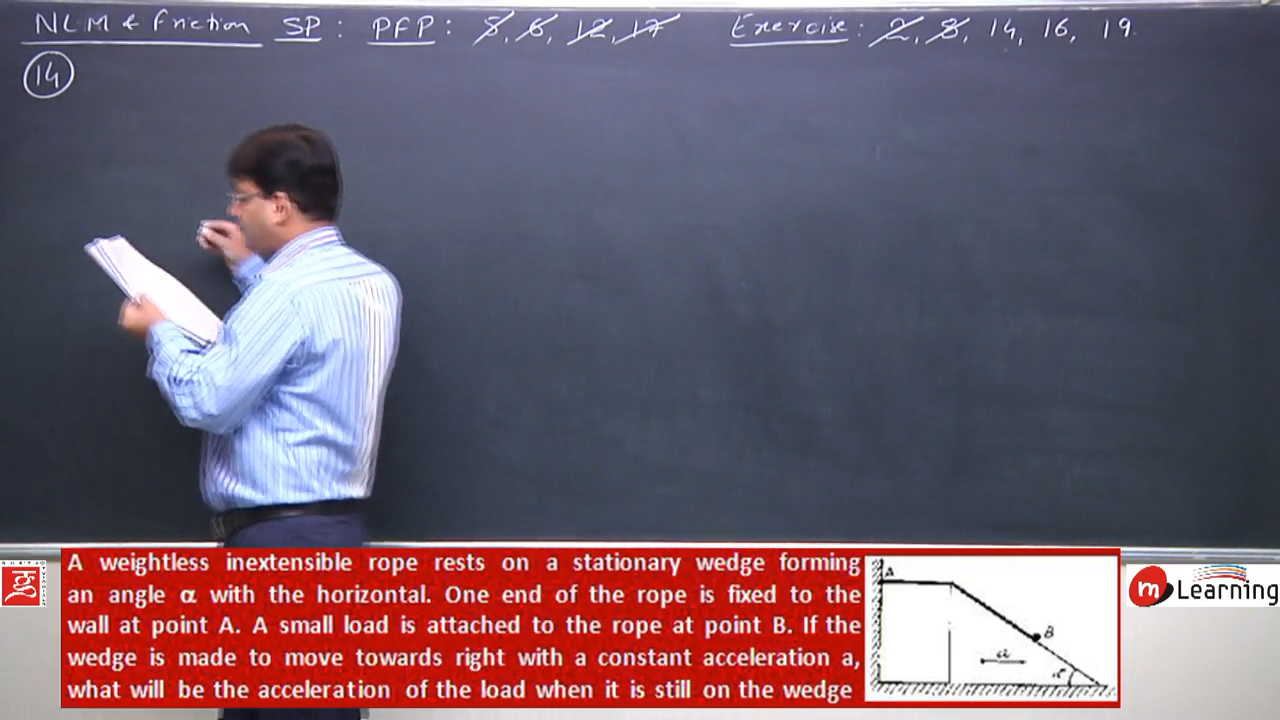 NLM & Friction SP : PFP : 5, 6, 12, 17 Exercise : 2, 8, 14, 16, 19
14
A weightless inextensible rope rests on a stationary wedge forming
an angle α with the horizontal. One end of the rope is fixed to the
wall at point A. A small load is attached to the rope at point B. If the
wedge is made to move towards right with a constant acceleration a,
what will be the acceleration of the load when it is still on the wedge
A
B
a
α
m Learning